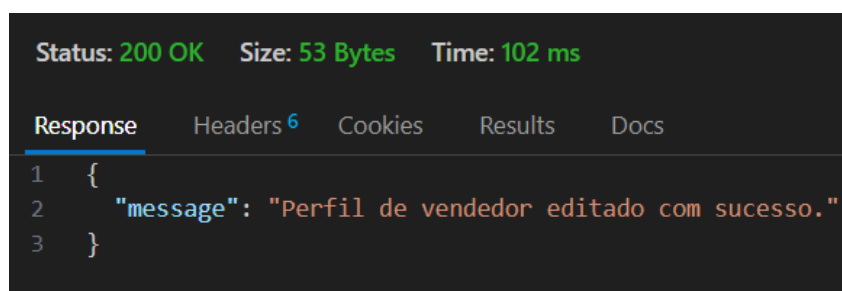 Status: 200 OK Size: 53 Bytes Time: 102 ms
Response Headers 6 Cookies Results Docs
1 {
2 "message": "Perfil de vendedor editado com sucesso."
3 }